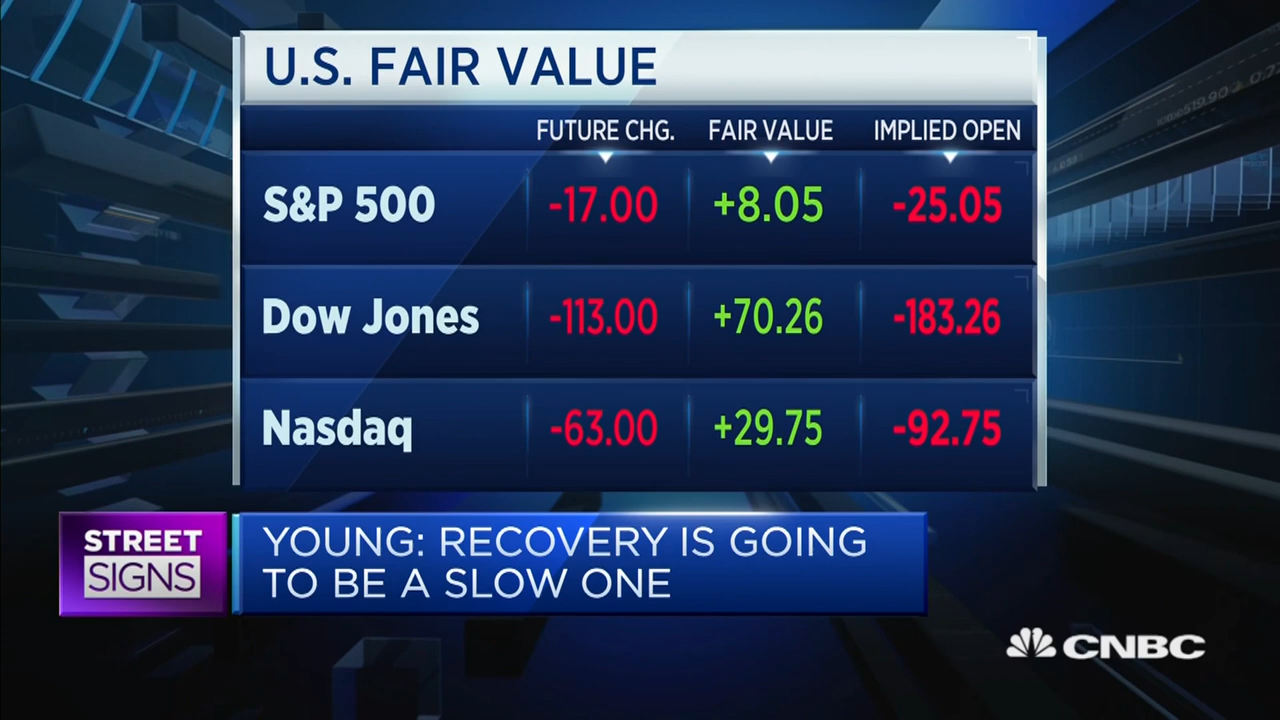 U.S. FAIR VALUE
FUTURE CHG. FAIR VALUE IMPLIED OPEN
S&P 500 -17.00 +8.05 -25.05
Dow Jones -113.00 +70.26 -183.26
Nasdaq -63.00 +29.75 -92.75
STREET
SIGNS
YOUNG: RECOVERY IS GOING
TO BE A SLOW ONE
CNBC